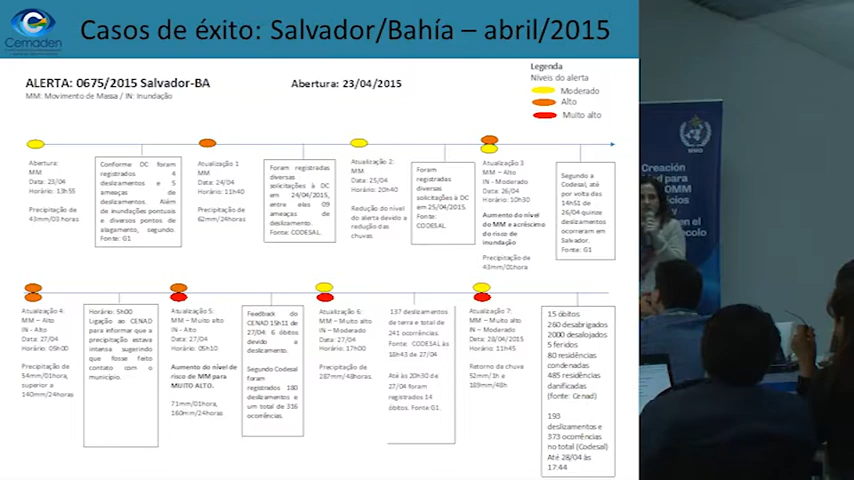 Cemaden
Casos de éxito: Salvador/Bahía – abril/2015
ALERTA: 0675/2015 Salvador-BA
Abertura: 23/04/2015
MM: Movimento de Massa / IN: Inundação
Legenda
Níveis do alerta
Moderado
Alto
Muito alto
Abertura:
MM
Data: 23/04
Horário: 13h55
Precipitação de
43mm/03 horas
Conforme DC foram
registrados 4
deslizamentos e 5
ameaças de
deslizamentos. Além
de inundações pontuais
e diversos pontos de
alagamento, segundo.
Fonte: G1
Atualização 1
MM
Data: 24/04
Horário: 11h40
Precipitação de
62mm/24horas
Foram registradas
diversas
solicitações à DC
em 24/04/2015,
entre elas 09
ameaças de
deslizamento.
Fonte: CODESAL.
Atualização 2:
MM
Data: 25/04
Horário: 20h40
Redução do nível
do alerta devido a
redução das
chuvas.
Foram
registradas
diversas
solicitações à DC
em 25/04/2015.
Fonte:
CODESAL
Atualização 3
MM – Alto
IN - Moderado
Data: 26/04
Horário: 10h30
Aumento do nível
do MM e acréscimo
do risco de
inundação
Precipitação de
43mm/01hora
Segundo a
Codesal, até
por volta das
14h51 de
26/04 quinze
deslizamentos
ocorreram em
Salvador.
Fonte: G1
Atualização 4:
MM – Alto
IN - Alto
Data: 27/04
Horário: 05h00
Precipitação de
54mm/01hora,
superior a
140mm/24horas
Horário: 5h00
Ligação ao CENAD
para informar que a
precipitação estava
intensa sugerindo
que fosse feito
contato com o
município.
Atualização 5:
MM – Muito alto
IN - Alto
Data: 27/04
Horário: 05h10
Aumento do nível de
risco de MM para
MUITO ALTO.
71mm/01hora,
160mm/24horas
Feedback do
CENAD 15h11 de
27/04: 6 óbitos
devido a
deslizamento.
Segundo Codesal
foram
registrados 180
deslizamentos e
um total de 316
ocorrências.
Atualização 6:
MM – Muito alto
IN – Moderado
Data: 27/04
Horário: 17h00
Precipitação de
287mm/48horas.
137 deslizamentos
de terra e total de
241 ocorrências.
Fonte: CODESAL às
18h43 de 27/04
Até às 20h30 de
27/04 foram
registrados 14
óbitos. Fonte G1.
Atualização 7:
MM – Muito alto
IN – Moderado
Data: 28/04/2015
Horário: 11h45
Retorno da chuva
52mm/1h e
189mm/48h
15 óbitos
260 desabrigados
2000 desalojados
5 feridos
80 residências
condenadas
485 residências
danificadas
(fonte: Cenad)
193
deslizamentos e
373 ocorrências
no total (Codesal)
Até 28/04 às
17:44
WMO
Creación
para
OMM